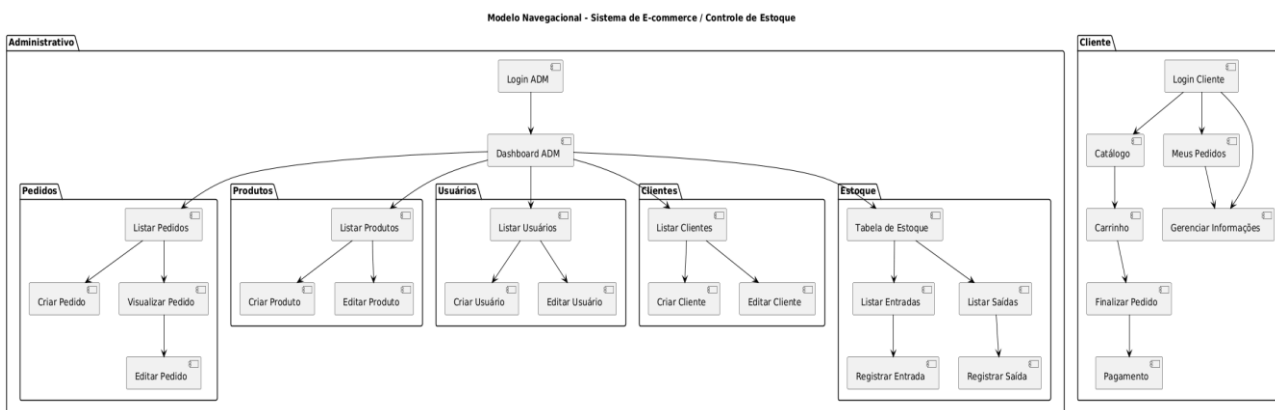 Modelo Navegacional - Sistema de E-commerce / Controle de Estoque
Administrativo
Cliente
Login ADM
Login Cliente
Dashboard ADM
Catálogo
Meus Pedidos
Pedidos
Produtos
Usuários
Clientes
Estoque
Listar Pedidos
Listar Produtos
Listar Usuários
Listar Clientes
Tabela de Estoque
Carrinho
Gerenciar Informações
Criar Pedido
Visualizar Pedido
Criar Produto
Editar Produto
Criar Usuário
Editar Usuário
Criar Cliente
Editar Cliente
Listar Entradas
Listar Saídas
Finalizar Pedido
Editar Pedido
Registrar Entrada
Registrar Saída
Pagamento